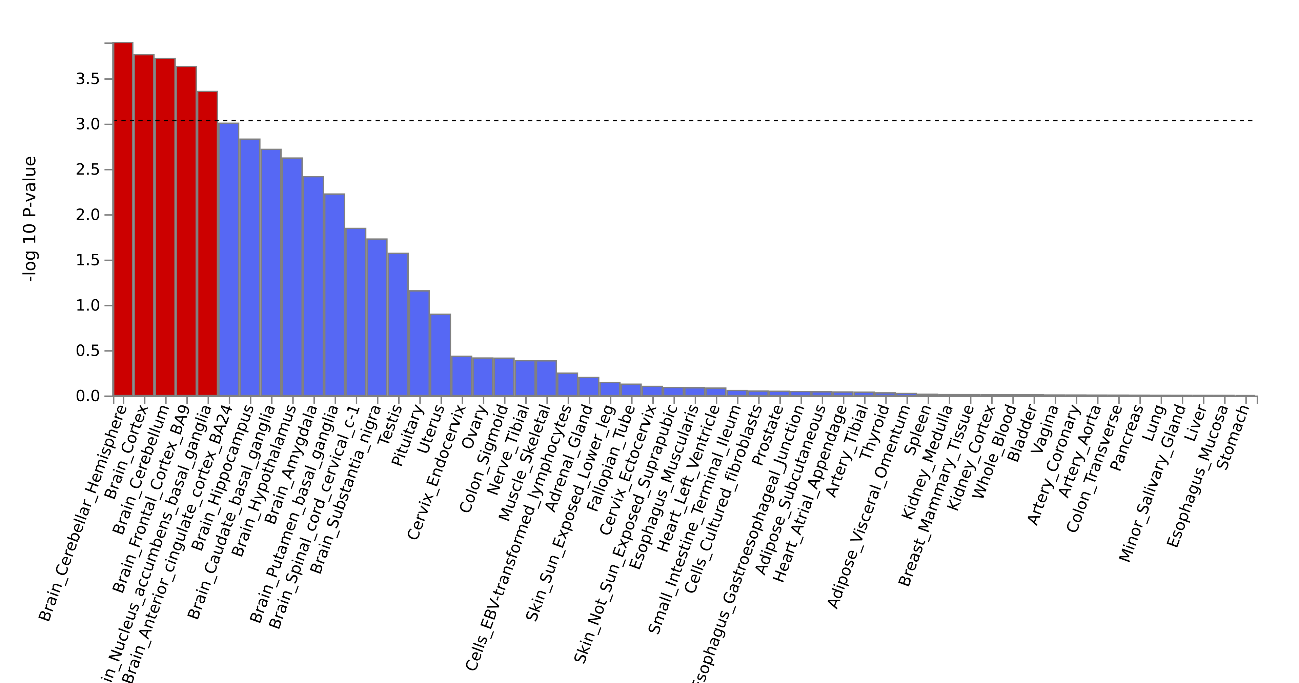 -log 10 P-value
3.5
3.0
2.5
2.0
1.5
1.0
0.5
0.0
Brain_Cerebellar_Hemisphere
Brain_Cortex
Brain_Cerebellum
Brain_Frontal_Cortex_BA9
in_Nucleus_accumbens_basal_ganglia
Brain_Anterior_cingulate_cortex_BA24
Brain_Hippocampus
Brain_Caudate_basal_ganglia
Brain_Hypothalamus
Brain_Amygdala
Brain_Putamen_basal_ganglia
Brain_Spinal_cord_cervical_c-1
Brain_Substantia_nigra
Testis
Pituitary
Uterus
Cervix_Endocervix
Ovary
Colon_Sigmoid
Nerve_Tibial
Muscle_Skeletal
Cells_EBV-transformed_lymphocytes
Adrenal_Gland
Skin_Sun_Exposed_Lower_leg
Fallopian_Tube
Cervix_Ectocervix
Skin_Not_Sun_Exposed_Suprapubic
Esophagus_Muscularis
Heart_Left_Ventricle
Small_Intestine_Terminal_Ileum
Cells_Cultured_fibroblasts
Prostate
Esophagus_Gastroesophageal_Junction
Adipose_Subcutaneous
Heart_Atrial_Appendage
Artery_Tibial
Thyroid
Adipose_Visceral_Omentum
Spleen
Kidney_Medulla
Breast_Mammary_Tissue
Kidney_Cortex
Whole_Blood
Bladder
Vagina
Artery_Coronary
Artery_Aorta
Colon_Transverse
Pancreas
Lung
Minor_Salivary_Gland
Liver
Esophagus_Mucosa
Stomach